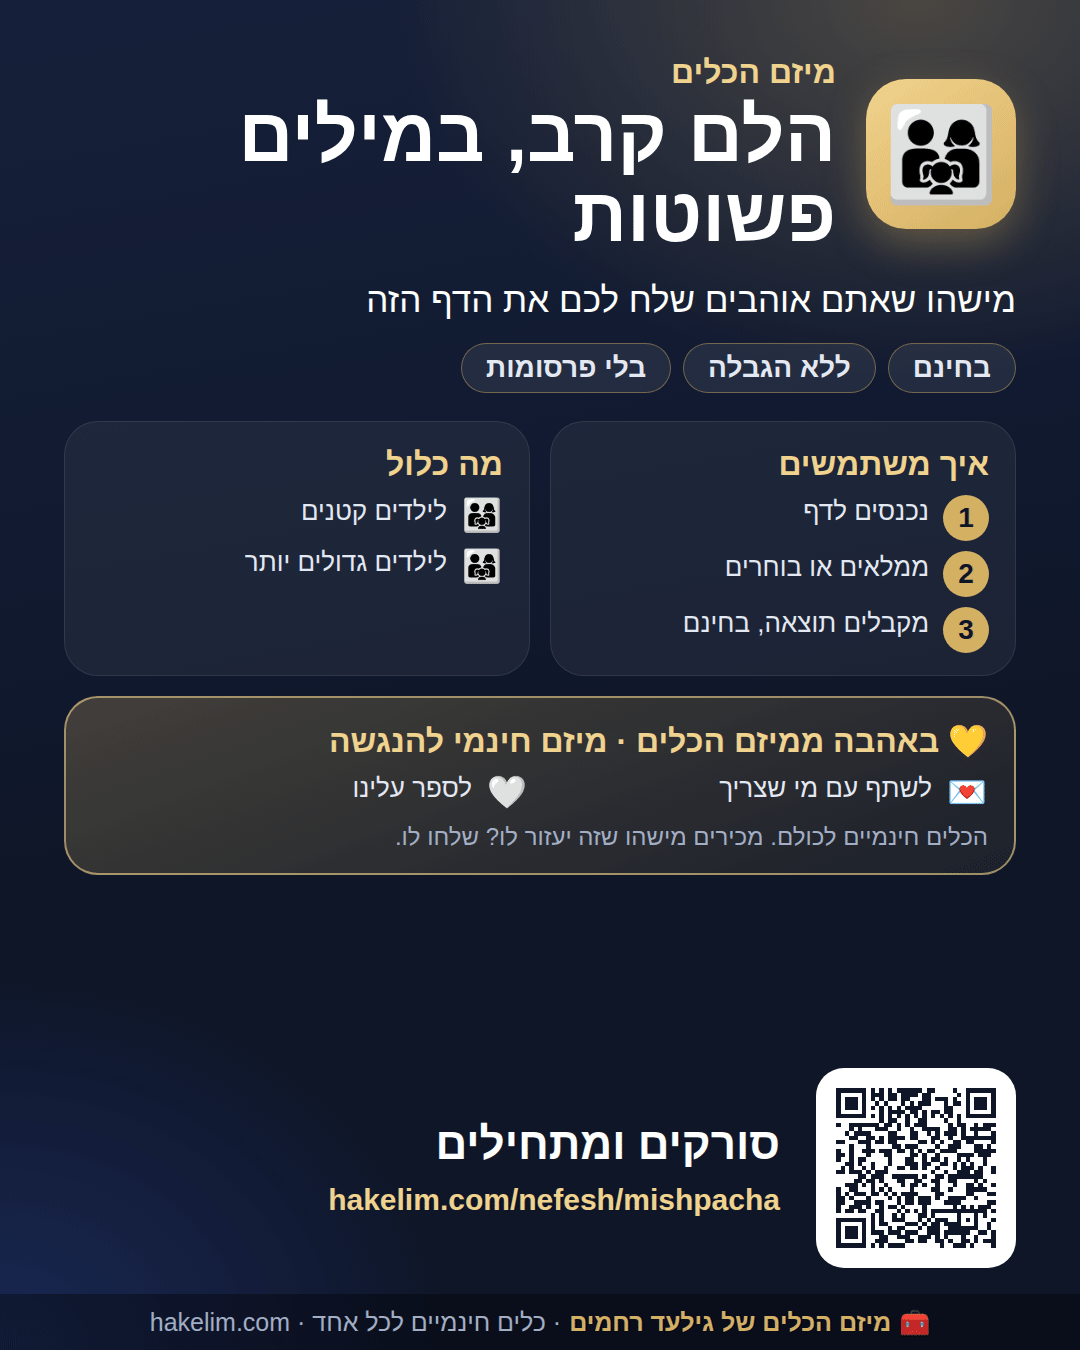 מיזם הכלים
הלם קרב, במילים
פשוטות
מישהו שאתם אוהבים שלח לכם את הדף הזה
בחינם
ללא הגבלה
בלי פרסומות
איך משתמשים
1 נכנסים לדף
2 ממלאים או בוחרים
3 מקבלים תוצאה, בחינם
מה כלול
לילדים קטנים
לילדים גדולים יותר
באהבה ממיזם הכלים · מיזם חינמי להנגשה
לשתף עם מי שצריך
לספר עלינו
הכלים חינמיים לכולם. מכירים מישהו שזה יעזור לו? שלחו לו.
סורקים ומתחילים
hakelim.com/nefesh/mishpacha
מיזם הכלים של גילעד רחמים · כלים חינמיים לכל אחד · hakelim.com